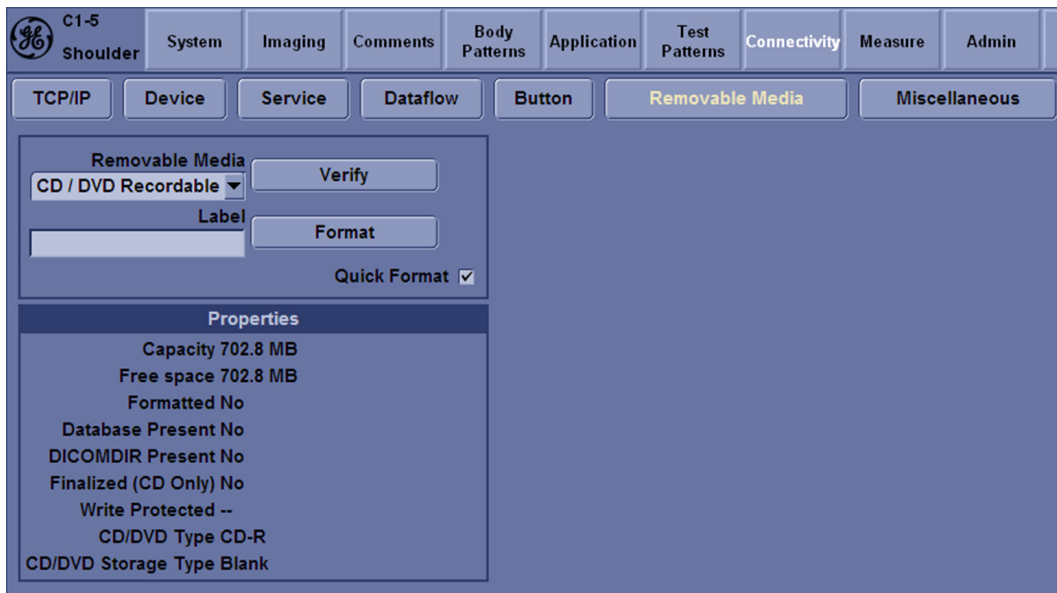 C1-5
Shoulder
System
Imaging
Comments
Body
Patterns
Application
Test
Patterns
Connectivity
Measure
Admin
TCP/IP
Device
Service
Dataflow
Button
Removable Media
Miscellaneous
Removable Media
CD / DVD Recordable
Verify
Label
Format
Quick Format
Properties
Capacity 702.8 MB
Free space 702.8 MB
Formatted No
Database Present No
DICOMDIR Present No
Finalized (CD Only) No
Write Protected --
CD/DVD Type CD-R
CD/DVD Storage Type Blank